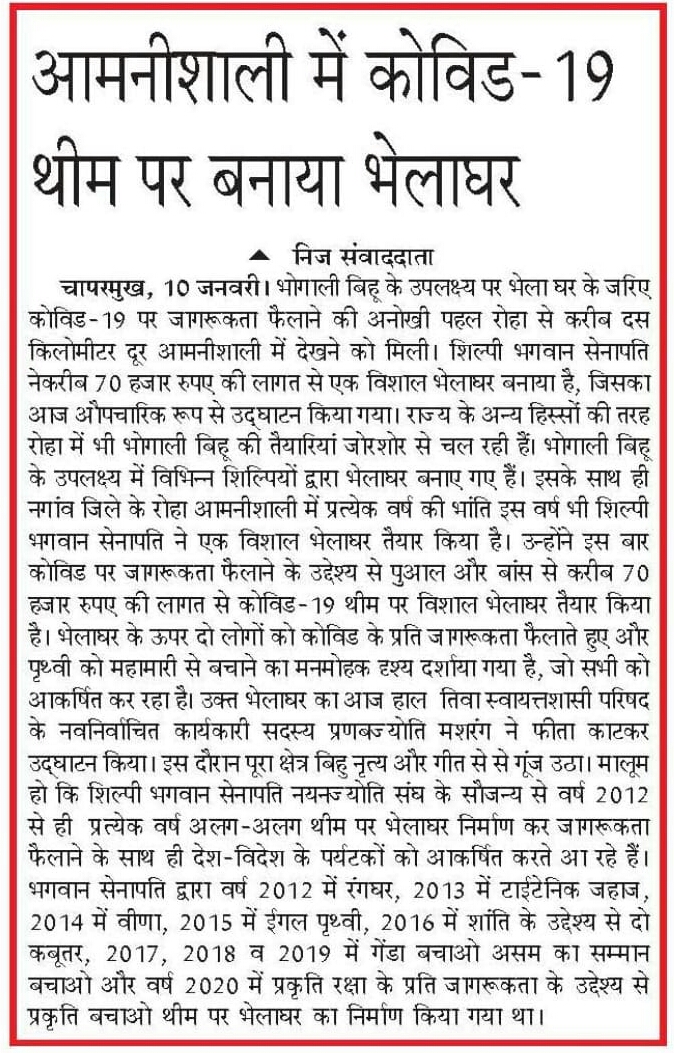 आमनीशाली में कोविड-19
थीम पर बनाया भेलाघर
▲ निज संवाददाता
चापरमुख, 10 जनवरी। भोगाली बिहू के उपलक्ष्य पर भेला घर के जरिए
कोविड-19 पर जागरूकता फैलाने की अनोखी पहल रोहा से करीब दस
किलोमीटर दूर आमनीशाली में देखने को मिली। शिल्पी भगवान सेनापति
नेकरीब 70 हजार रुपए की लागत से एक विशाल भेलाघर बनाया है, जिसका
आज औपचारिक रूप से उद्घाटन किया गया। राज्य के अन्य हिस्सों की तरह
रोहा में भी भोगाली बिहू की तैयारियां जोरशोर से चल रही हैं। भोगाली बिहू
के उपलक्ष्य में विभिन्न शिल्पियों द्वारा भेलाघर बनाए गए हैं। इसके साथ ही
नगांव जिले के रोहा आमनीशाली में प्रत्येक वर्ष की भांति इस वर्ष भी शिल्पी
भगवान सेनापति ने एक विशाल भेलाघर तैयार किया है। उन्होंने इस बार
कोविड पर जागरूकता फैलाने के उद्देश्य से पुआल और बांस से करीब 70
हजार रुपए की लागत से कोविड-19 थीम पर विशाल भेलाघर तैयार किया
है। भेलाघर के ऊपर दो लोगों को कोविड के प्रति जागरूकता फैलाते हुए और
पृथ्वी को महामारी से बचाने का मनमोहक दृश्य दर्शाया गया है, जो सभी को
आकर्षित कर रहा है। उक्त भेलाघर का आज हाल तिवा स्वायत्तशासी परिषद
के नवनिर्वाचित कार्यकारी सदस्य प्रणबज्योति मशरंग ने फीता काटकर
उद्घाटन किया। इस दौरान पूरा क्षेत्र बिहु नृत्य और गीत से से गूंज उठा। मालूम
हो कि शिल्पी भगवान सेनापति नयनज्योति संघ के सौजन्य से वर्ष 2012
से ही प्रत्येक वर्ष अलग-अलग थीम पर भेलाघर निर्माण कर जागरूकता
फैलाने के साथ ही देश-विदेश के पर्यटकों को आकर्षित करते आ रहे हैं।
भगवान सेनापति द्वारा वर्ष 2012 में रंगघर, 2013 में टाईटेनिक जहाज,
2014 में वीणा, 2015 में ईगल पृथ्वी, 2016 में शांति के उद्देश्य से दो
कबूतर, 2017, 2018 व 2019 में गेंडा बचाओ असम का सम्मान
बचाओ और वर्ष 2020 में प्रकृति रक्षा के प्रति जागरूकता के उद्देश्य से
प्रकृति बचाओ थीम पर भेलाघर का निर्माण किया गया था।